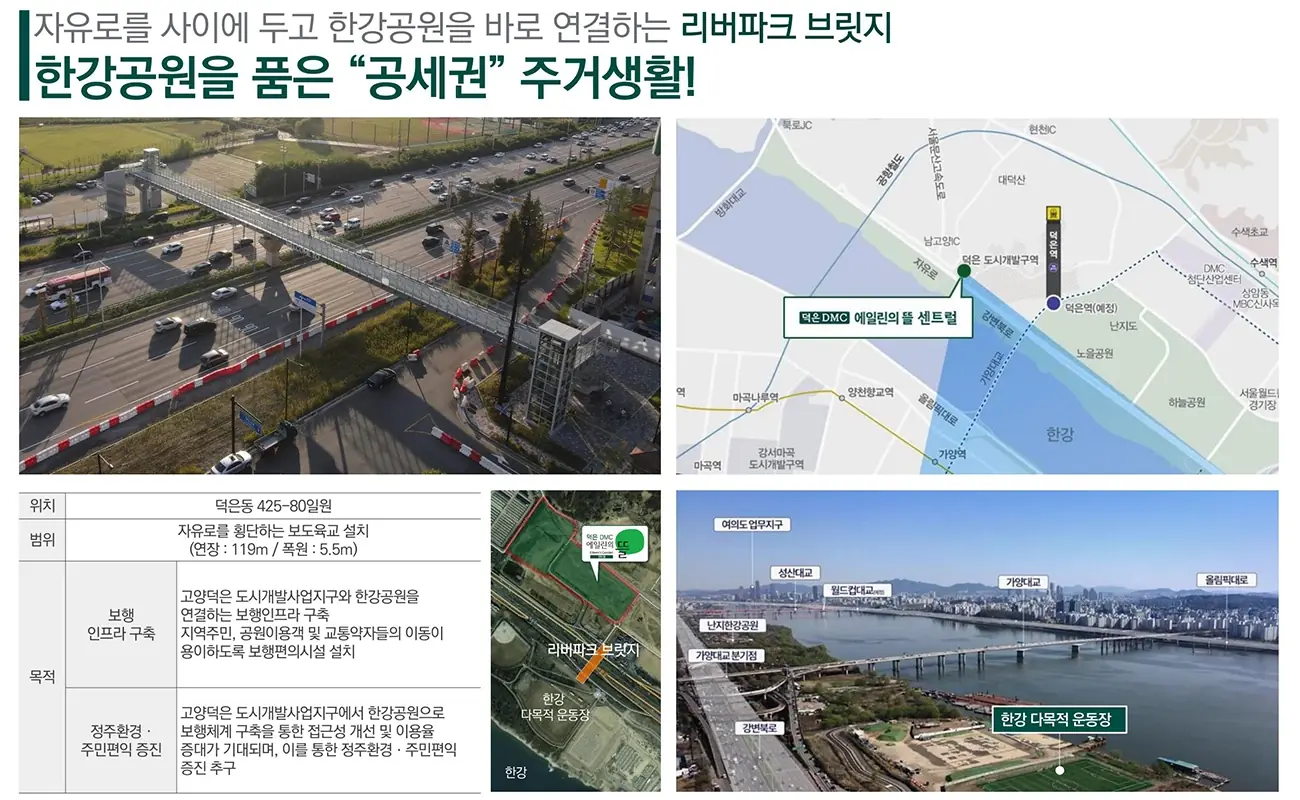 자유로를 사이에 두고 한강공원을 바로 연결하는 리버파크 브릿지
한강공원을 품은 “공세권” 주거생활!
북로JC
현천IC
공항철도
서울문산고속도로
대덕산
방화대교
덕은역
수색초교
남고양IC
덕은 도시개발구역
수색역
자유로
DMC
첨단산업센터
상암동
MBC신사옥
덕은DMC 에일린의 뜰 센트럴
강변북로
덕은역(예정)
난지도
가양대교
노을공원
역
마곡나루역
양천향교역
올림픽대로
하늘공원
서울월드
경기장
한강
강서마곡
도시개발구역
마곡역
가양역
위치
덕은동 425-80일원
범위
자유로를 횡단하는 보도육교 설치
(연장 : 119m / 폭원 : 5.5m)
목적
보행
인프라 구축
고양덕은 도시개발사업지구와 한강공원을
연결하는 보행인프라 구축
지역주민, 공원이용객 및 교통약자들의 이동이
용이하도록 보행편의시설 설치
정주환경 ·
주민편익 증진
고양덕은 도시개발사업지구에서 한강공원으로
보행체계 구축을 통한 접근성 개선 및 이용율
증대가 기대되며, 이를 통한 정주환경 · 주민편익
증진 추구
덕은 DMC
에일린의
뜰
리버파크 브릿지
한강
다목적 운동장
한강
여의도 업무지구
성산대교
월드컵대교
가양대교
올림픽대로
난지한강공원
가양대교 분기점
강변북로
한강 다목적 운동장